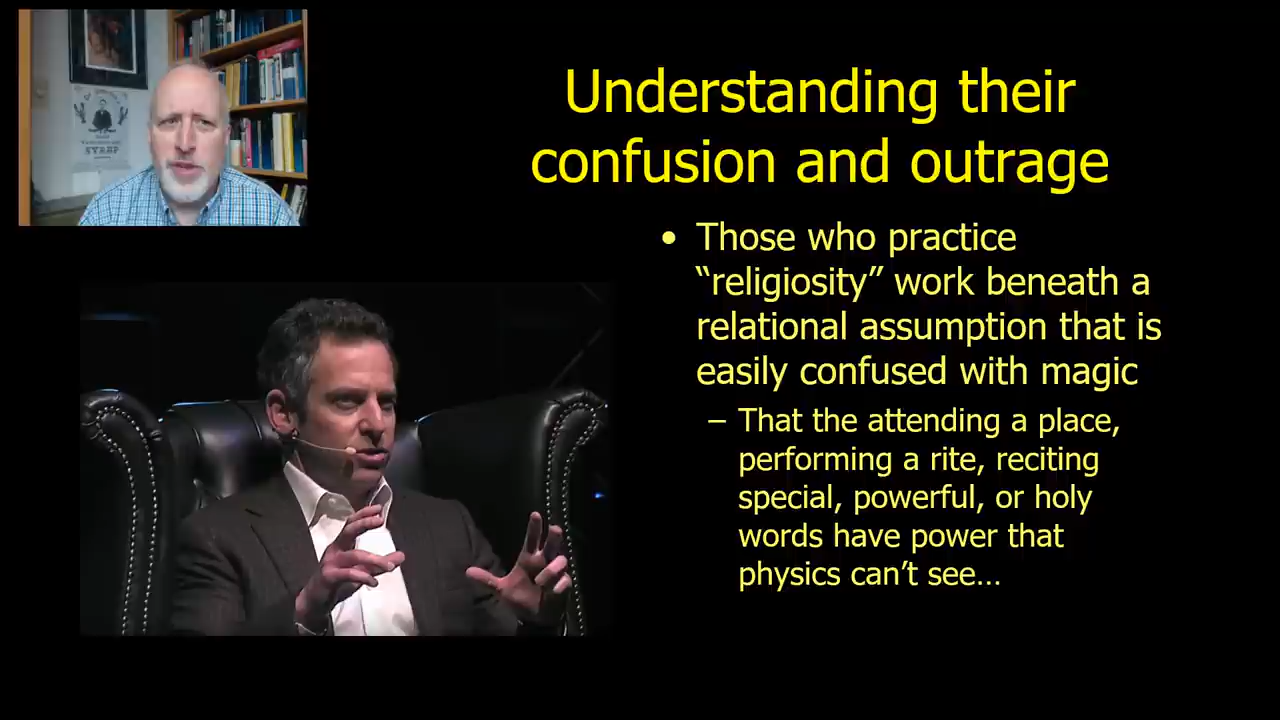 Understanding their
confusion and outrage
• Those who practice
“religiosity” work beneath a
relational assumption that is
easily confused with magic
– That the attending a place,
performing a rite, reciting
special, powerful, or holy
words have power that
physics can’t see…
SYRUP